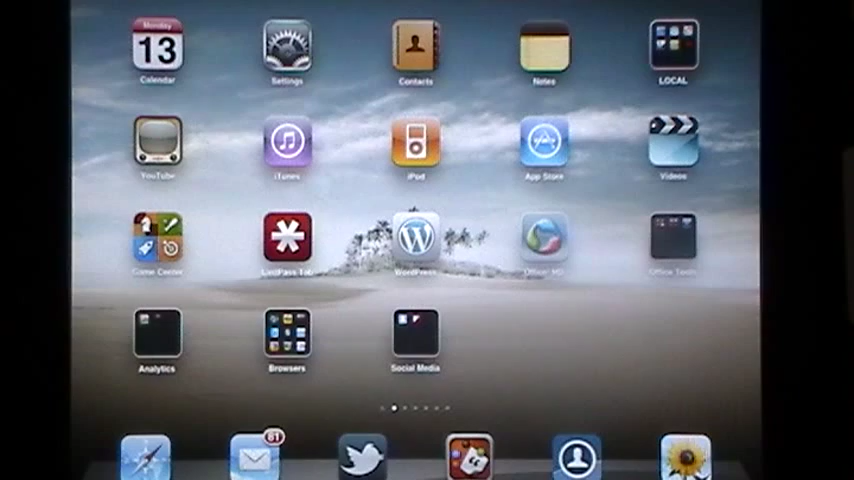 Monday
13
Calendar
Settings
Contacts
Notes
LOCAL
YouTube
iTunes
iPod
App Store
Videos
Game Center
LastPass Tab
WordPress
Office² HD
Office Tools
Analytics
Browsers
Social Media
61